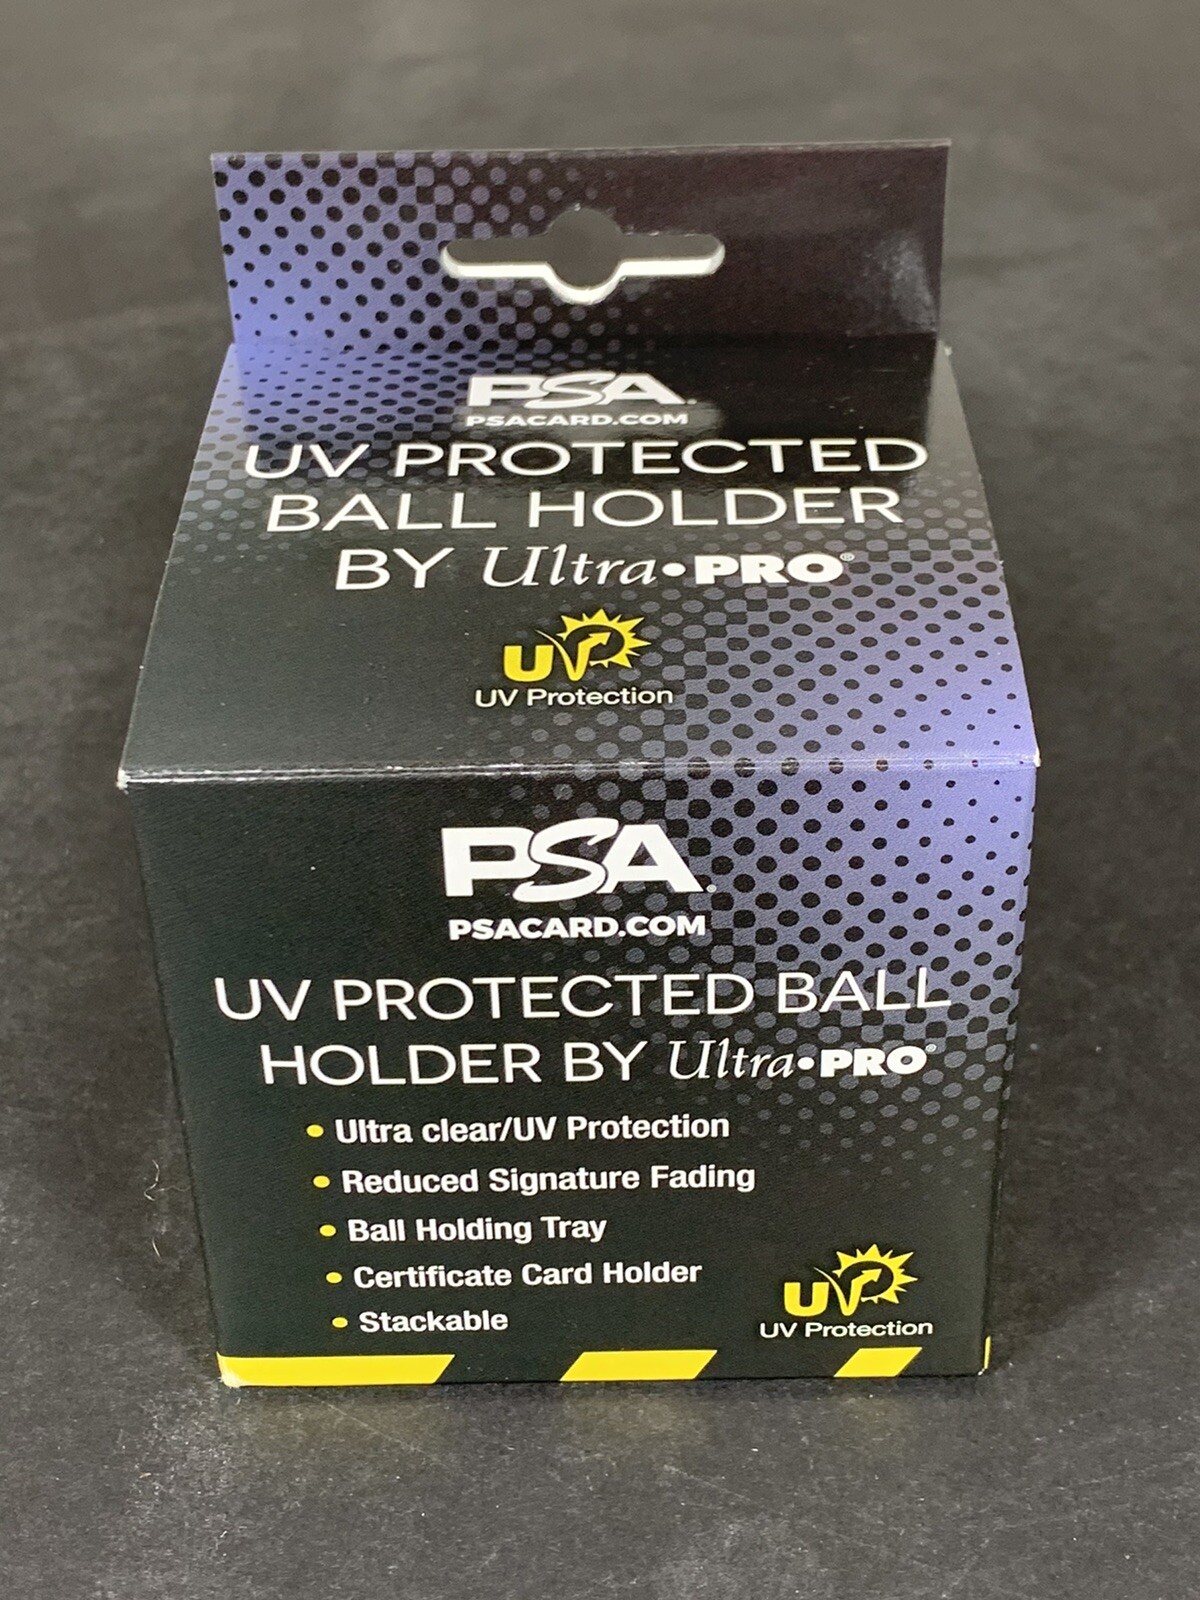 PSA
PSACARD.COM
UV PROTECTED
BALL HOLDER
BY Ultra•PRO®
UV
UV Protection
PSA
PSACARD.COM
UV PROTECTED BALL
HOLDER BY Ultra•PRO®
• Ultra clear/UV Protection
• Reduced Signature Fading
• Ball Holding Tray
• Certificate Card Holder
• Stackable
UV
UV Protection